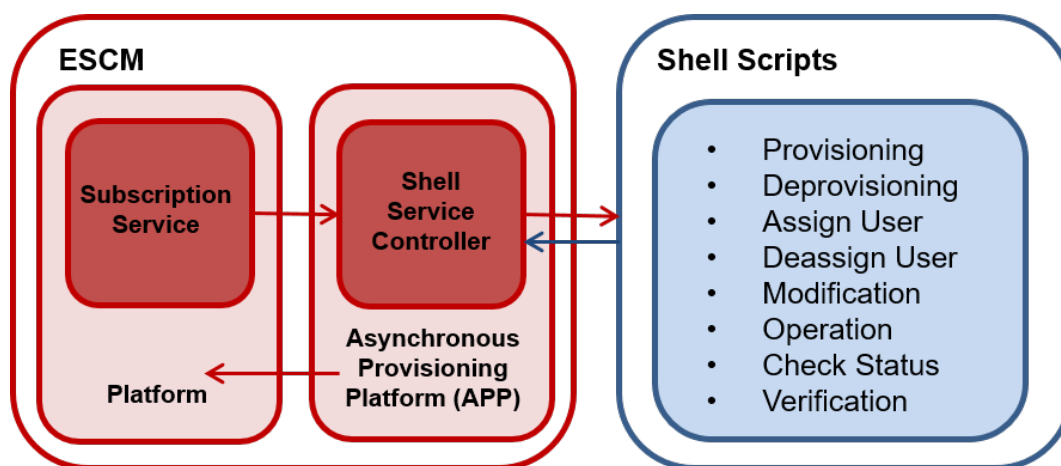 ESCM
Subscription
Service
Platform
Shell
Service
Controller
Asynchronous
Provisioning
Platform (APP)
Shell Scripts
• Provisioning
• Deprovisioning
• Assign User
• Deassign User
• Modification
• Operation
• Check Status
• Verification